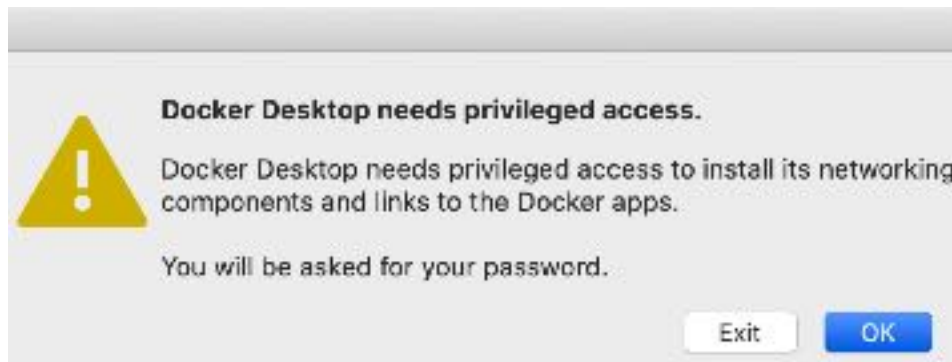 Docker Desktop needs privileged access.
Docker Desktop needs privileged access to install its networking
components and links to the Docker apps.
You will be asked for your password.
Exit
OK